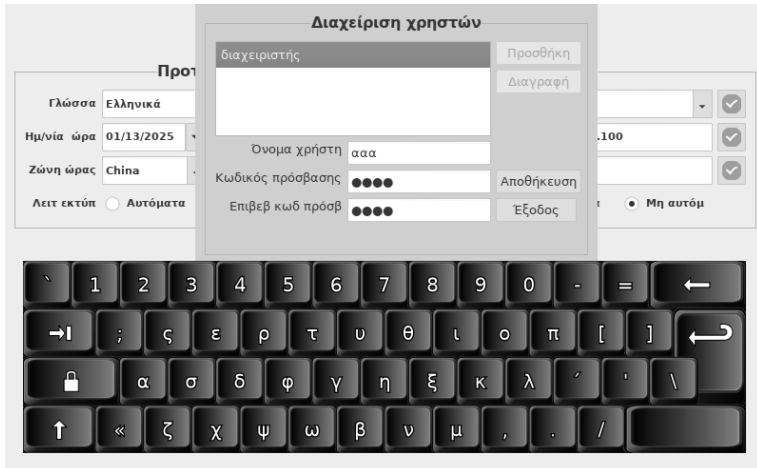 Διαχείριση χρηστών
διαχειριστής
Προσθήκη
Διαγραφή
Όνομα χρήστη ααα
Κωδικός πρόσβασης ●●●● Αποθήκευση
Επιβεβ κωδ πρόσβ ●●●● Έξοδος
Γλώσσα Ελληνικά
Ημ/νία ώρα 01/13/2025 .100
Ζώνη ώρας China
Λειτ εκτύπ Αυτόματα Μη αυτόμ
` 1 2 3 4 5 6 7 8 9 0 - =
; ς ε ρ τ υ θ ι ο π [ ]
α σ δ φ γ η ξ κ λ ΄ ' \
« ζ χ ψ ω β ν μ , . /